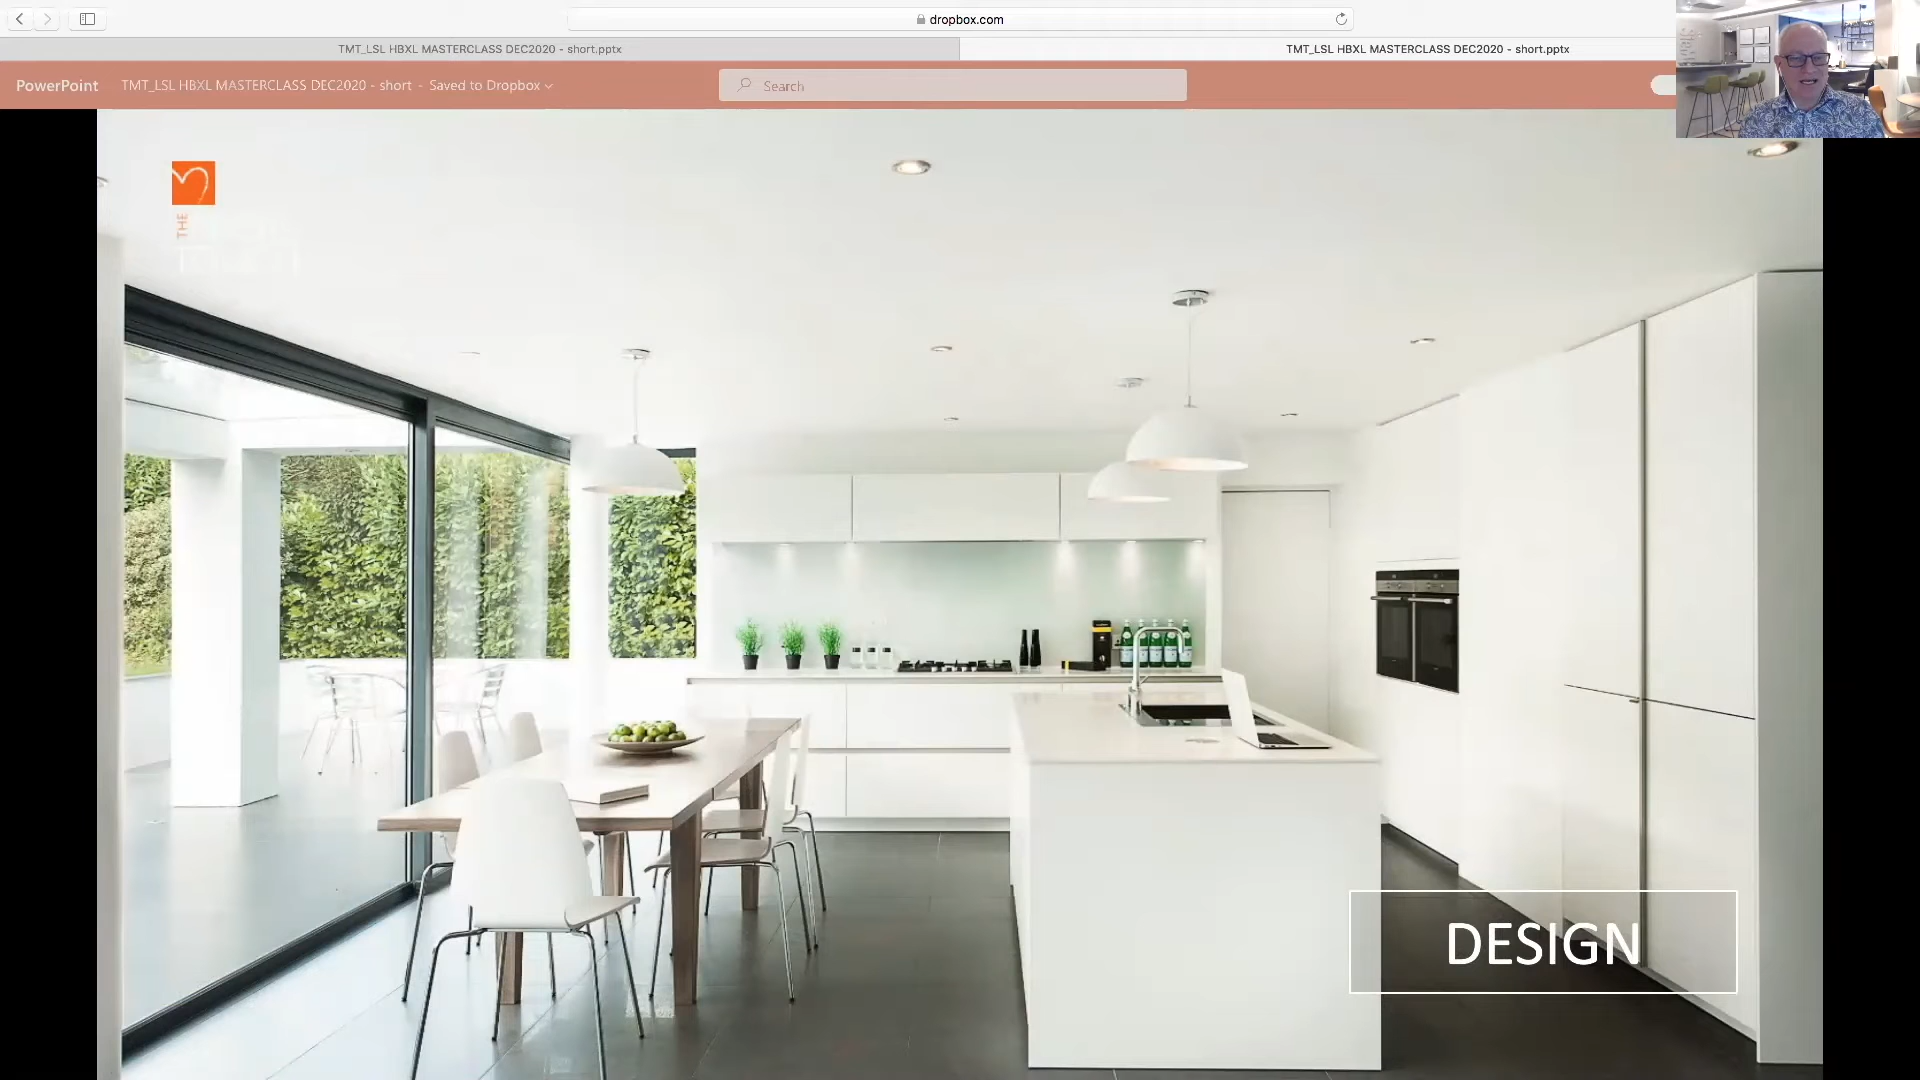 dropbox.com
TMT_LSL HBXL MASTERCLASS DEC2020 - short.pptx
TMT_LSL HBXL MASTERCLASS DEC2020 - short.pptx
PowerPoint
TMT_LSL HBXL MASTERCLASS DEC2020 - short - Saved to Dropbox
Search
THE
DESIGN